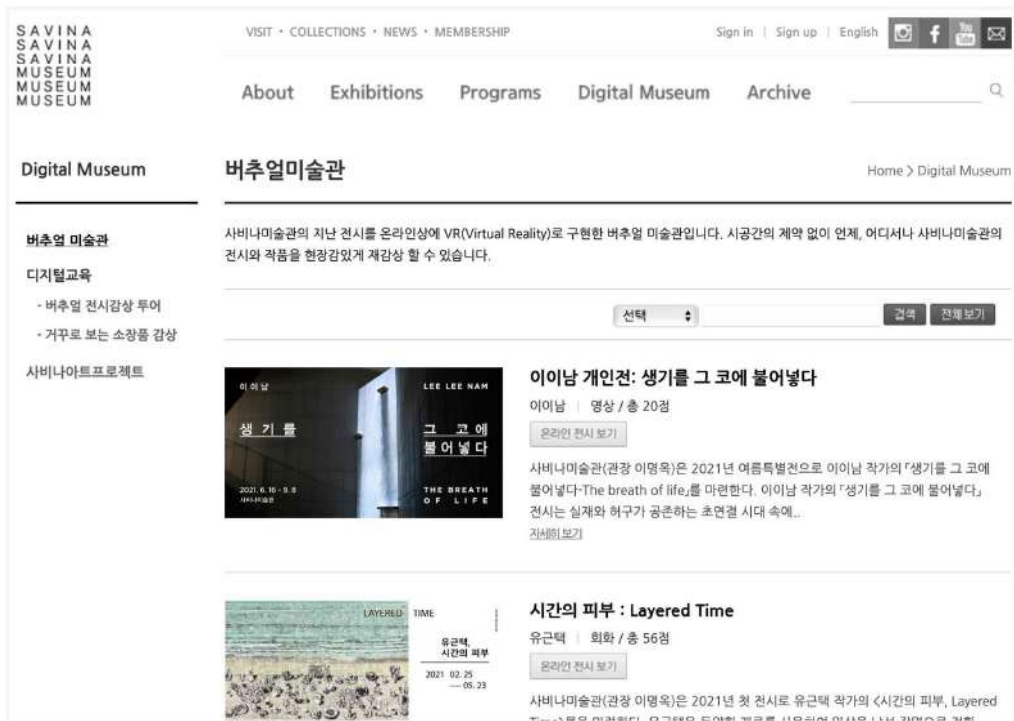 SAVINA
SAVINA
SAVINA
MUSEUM
MUSEUM
MUSEUM
VISIT • COLLECTIONS • NEWS • MEMBERSHIP
Sign in | Sign up | English
You Tube
About Exhibitions Programs Digital Museum Archive
Digital Museum
버추얼미술관
Home > Digital Museum
버추얼 미술관
디지털교육
- 버추얼 전시감상 투어
- 거꾸로 보는 소장품 감상
사비나아트프로젝트
사비나미술관의 지난 전시를 온라인상에 VR(Virtual Reality)로 구현한 버추얼 미술관입니다. 시공간의 제약 없이 언제, 어디서나 사비나미술관의
전시와 작품을 현장감있게 재감상 할 수 있습니다.
선택 검색 전체보기
이이남 LEE LEE NAM
생기를 그 코에
불어넣다
2021. 6. 16 - 9. 8 THE BREATH
사비나미술관 OF LIFE
이이남 개인전: 생기를 그 코에 불어넣다
이이남 | 영상 / 총 20점
온라인 전시 보기
사비나미술관(관장 이명옥)은 2021년 여름특별전으로 이이남 작가의 「생기를 그 코에
불어넣다-The breath of life」를 마련한다. 이이남 작가의 「생기를 그 코에 불어넣다」
전시는 실재와 허구가 공존하는 초연결 시대 속에...
자세히 보기
LAYERED TIME
유근택,
시간의 피부
2021 02. 25
— 05. 23
시간의 피부 : Layered Time
유근택 | 회화 / 총 56점
온라인 전시 보기
사비나미술관(관장 이명옥)은 2021년 첫 전시로 유근택 작가의 <시간의 피부, Layered